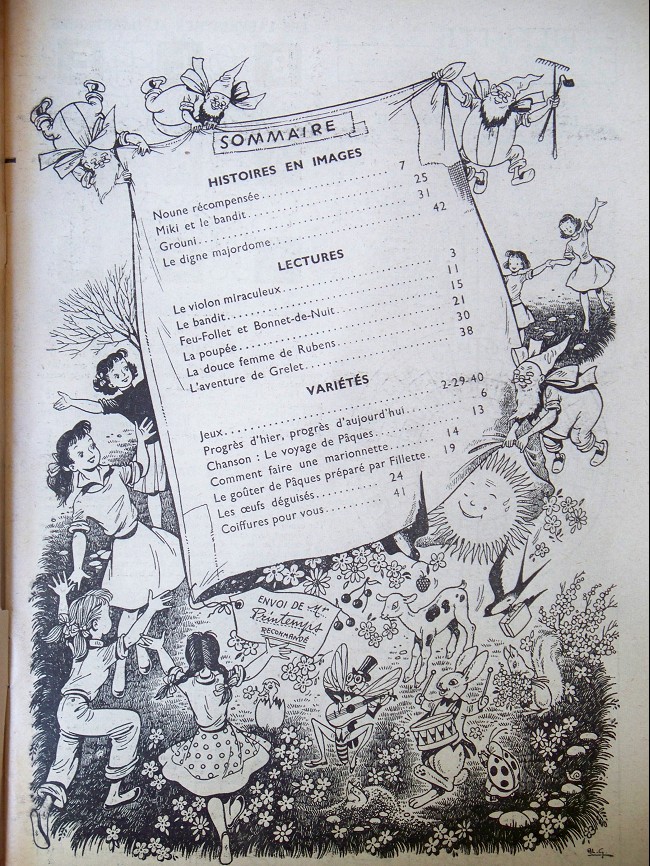 SOMMAIRE
HISTOIRES EN IMAGES
Noune récompensée . . . . . . . . . . . . 7
Miki et le bandit . . . . . . . . . . . . 25
Grouni . . . . . . . . . . . . 31
Le digne majordome . . . . . . . . . . . . 42
LECTURES
Le violon miraculeux . . . . . . . . . . . . 3
Le bandit . . . . . . . . . . . . 11
Feu-Follet et Bonnet-de-Nuit . . . . . . . . . . . . 15
La poupée . . . . . . . . . . . . 21
La douce femme de Rubens . . . . . . . . . . . . 30
L'aventure de Grelet . . . . . . . . . . . . 38
VARIÉTÉS
Jeux . . . . . . . . . . . . 2-29-40
Progrès d'hier, progrès d'aujourd'hui . . . . 6
Chanson : Le voyage de Pâques . . . . . . . . 13
Comment faire une marionnette . . . . . . . . 14
Le goûter de Pâques préparé par Fillette . 19
Les œufs déguisés . . . . . . . . . . 24
Coiffures pour vous . . . . . . . . . . 41
ENVOI DE Mr
Printemps
RECOMMANDÉ